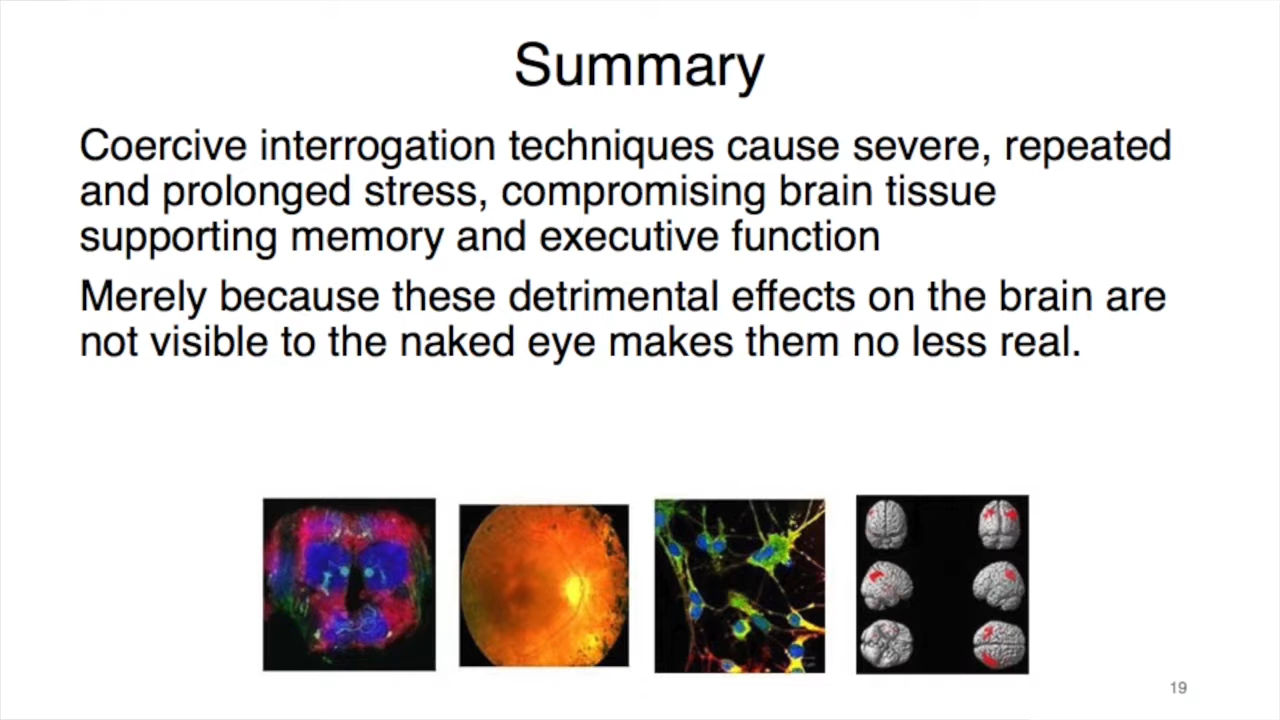 Summary
Coercive interrogation techniques cause severe, repeated
and prolonged stress, compromising brain tissue
supporting memory and executive function
Merely because these detrimental effects on the brain are
not visible to the naked eye makes them no less real.
19